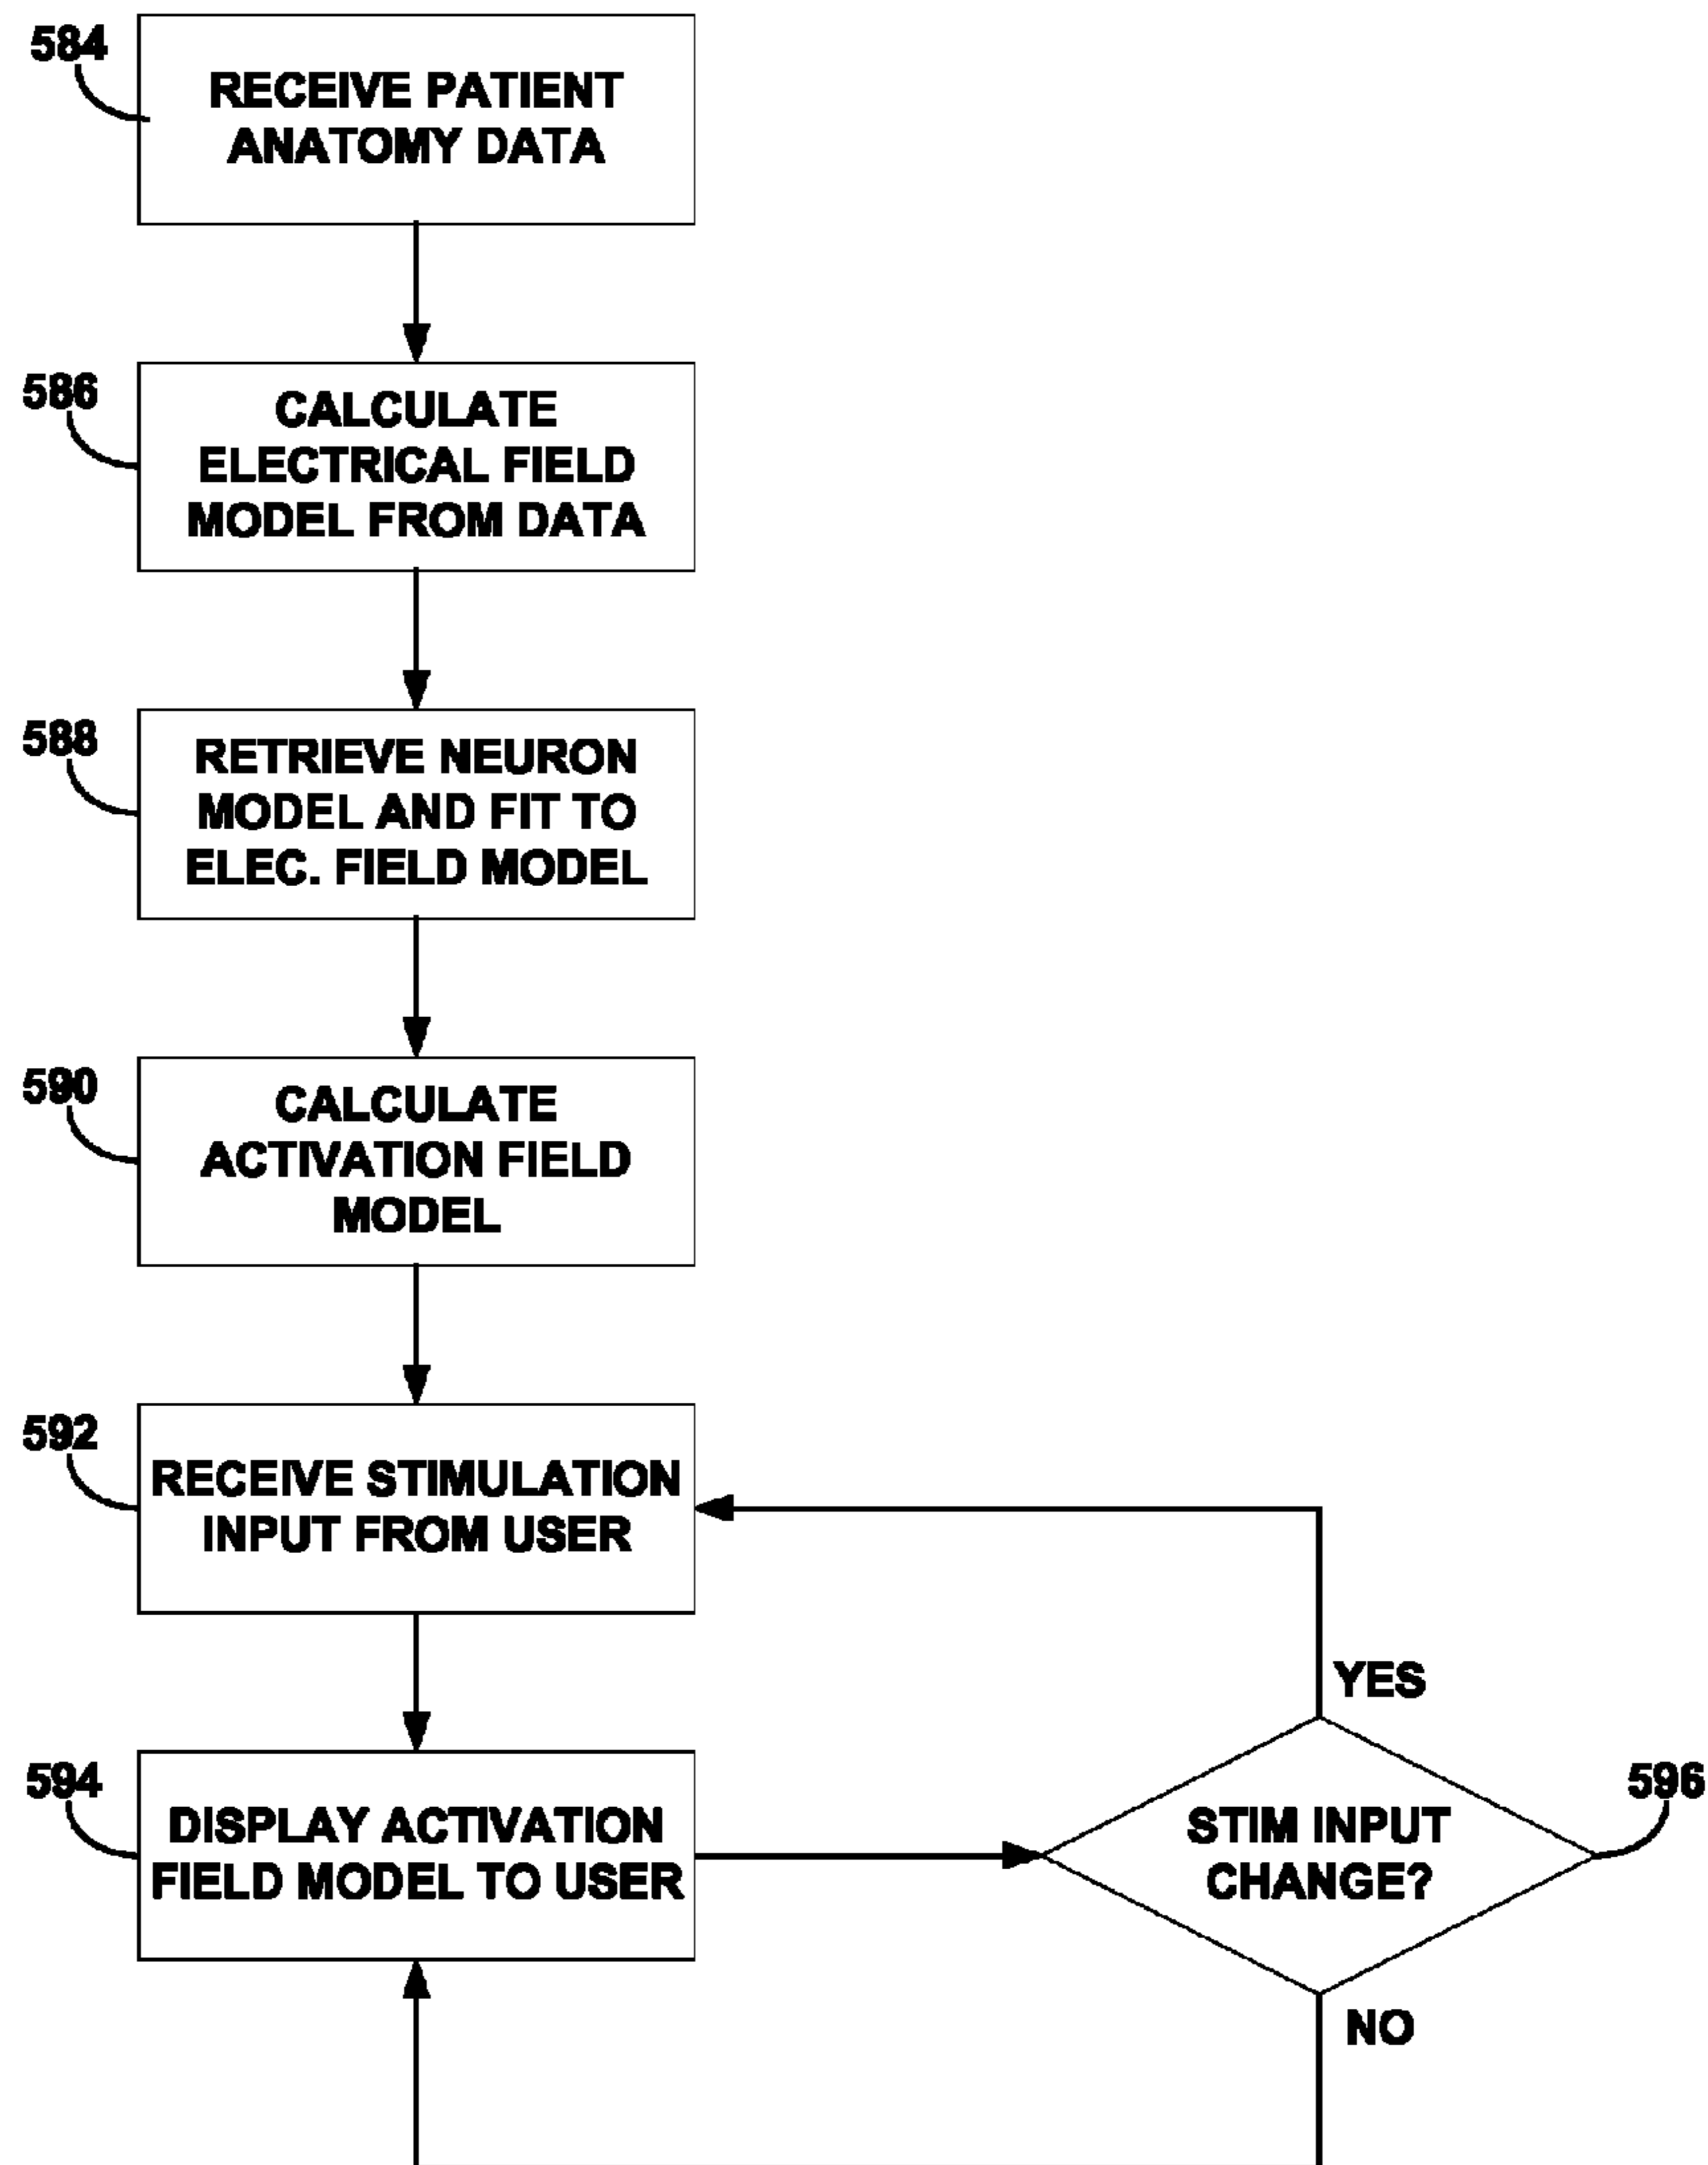 584
RECEIVE PATIENT
ANATOMY DATA
586
CALCULATE
ELECTRICAL FIELD
MODEL FROM DATA
588
RETRIEVE NEURON
MODEL AND FIT TO
ELEC. FIELD MODEL
590
CALCULATE
ACTIVATION FIELD
MODEL
592
RECEIVE STIMULATION
INPUT FROM USER
YES
594
DISPLAY ACTIVATION
FIELD MODEL TO USER
STIM INPUT
CHANGE?
596
NO